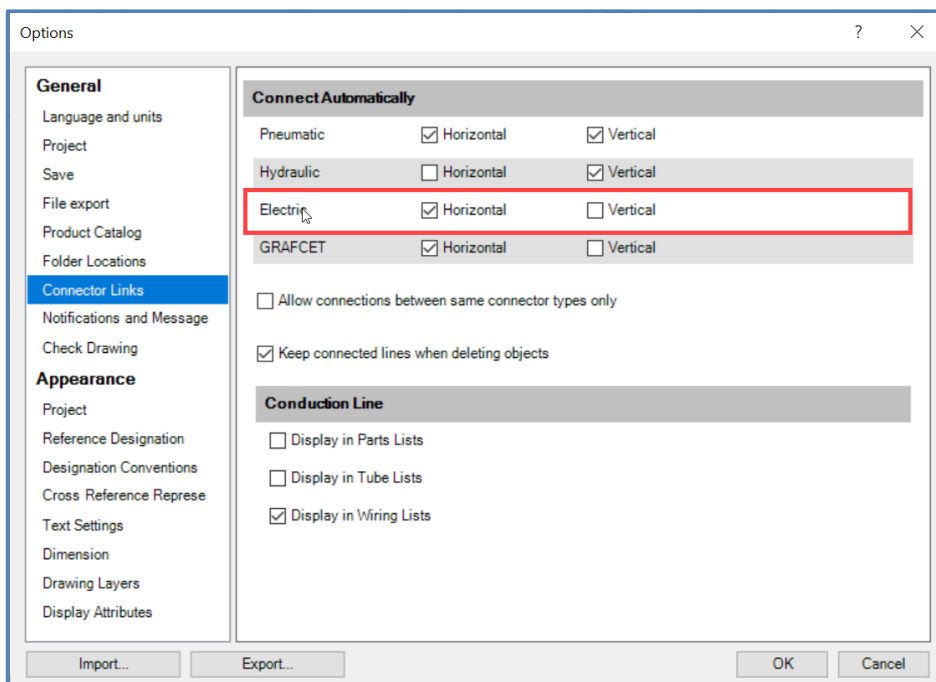 Options ?
General
Language and units
Project
Save
File export
Product Catalog
Folder Locations
Connector Links
Notifications and Message
Check Drawing
Appearance
Project
Reference Designation
Designation Conventions
Cross Reference Represe
Text Settings
Dimension
Drawing Layers
Display Attributes
Connect Automatically
Pneumatic Horizontal Vertical
Hydraulic Horizontal Vertical
Electric Horizontal Vertical
GRAFCET Horizontal Vertical
Allow connections between same connector types only
Keep connected lines when deleting objects
Conduction Line
Display in Parts Lists
Display in Tube Lists
Display in Wiring Lists
Import... Export... OK Cancel